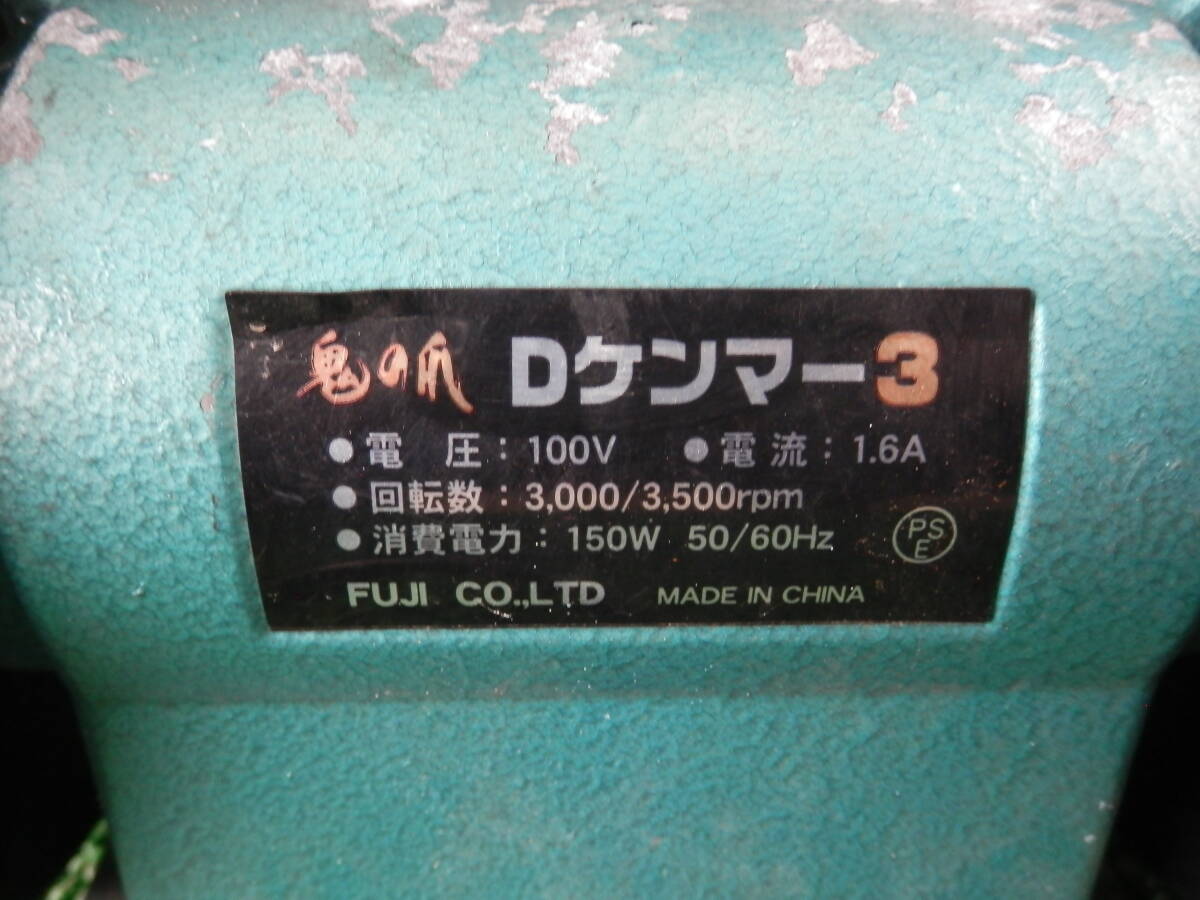 鬼の爪 Dケンマー3
●電 圧：100V ●電 流：1.6A
●回転数：3,000/3,500rpm
●消費電力：150W 50/60Hz
PS
E
FUJI CO.,LTD MADE IN CHINA